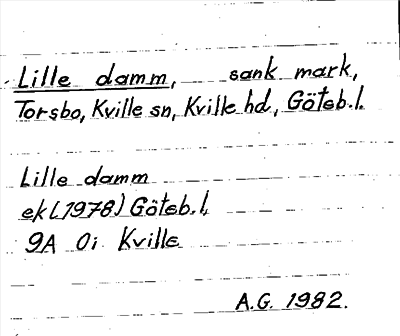 Lille damm, sank mark,
Torsbo, Kville sn, Kville hd, Göteb.l.
Lille damm
ek (1978) Göteb.l,
9A 0i Kville
A.G. 1982.